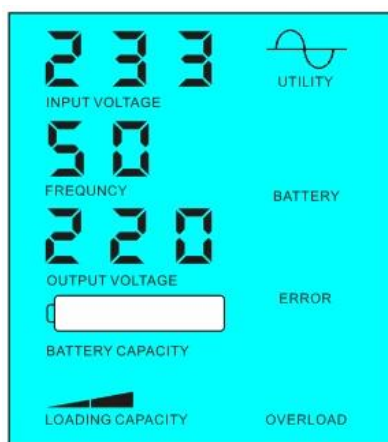 233
UTILITY
INPUT VOLTAGE
50
FREQUNCY
BATTERY
220
OUTPUT VOLTAGE
ERROR
BATTERY CAPACITY
LOADING CAPACITY
OVERLOAD